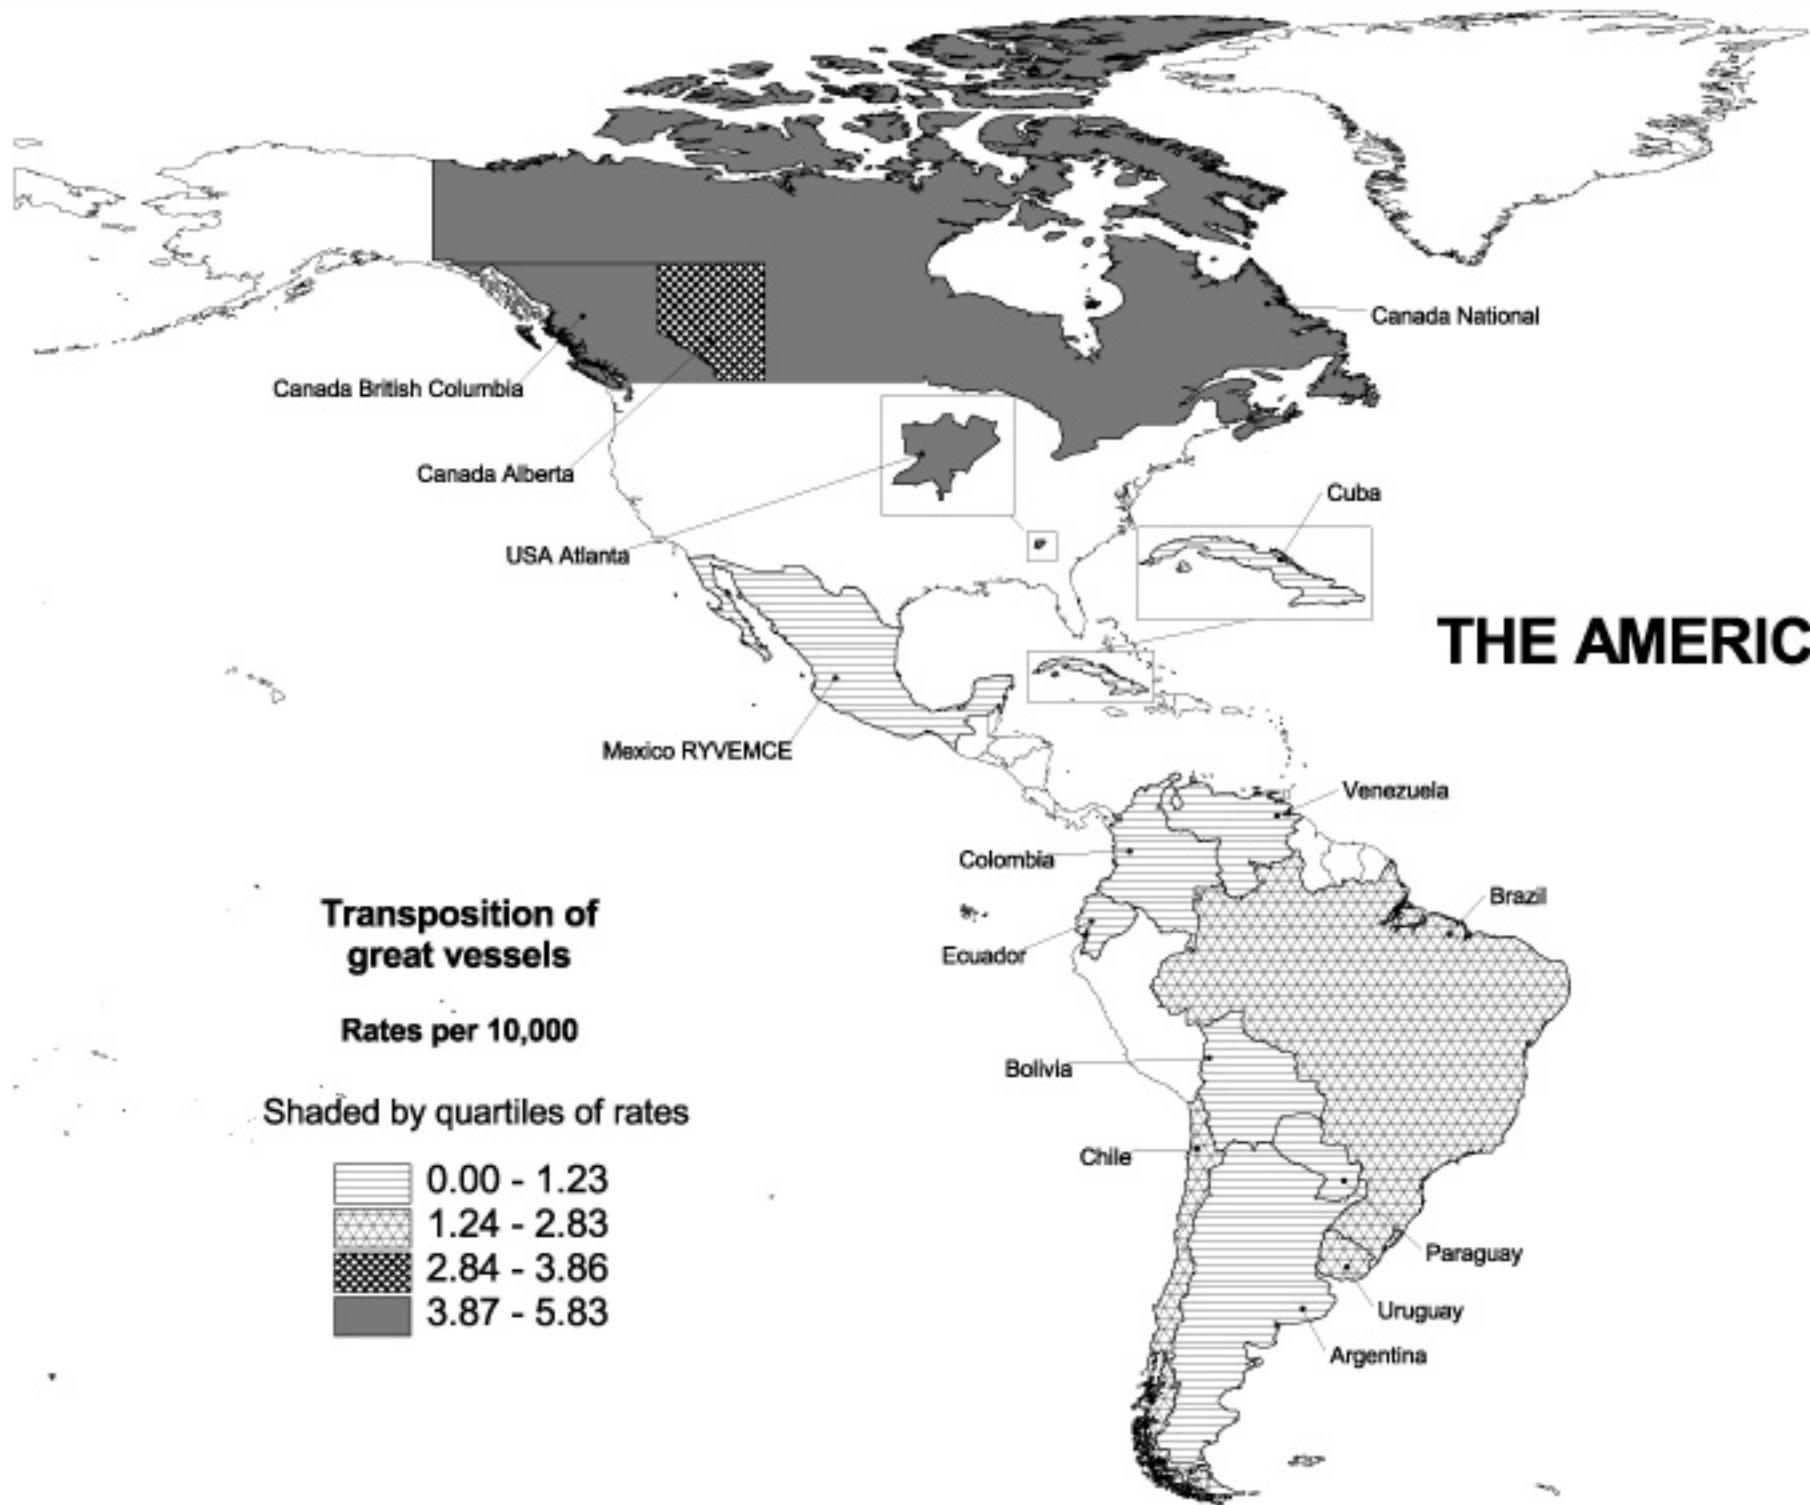 Canada National
Canada British Columbia
Canada Alberta
Cuba
USA Atlanta
THE AMERIC
Mexico RYVEMCE
Venezuela
Colombia
Brazil
Transposition of
great vessels
Ecuador
Rates per 10,000
Bolivia
Shaded by quartiles of rates
Chile
0.00 - 1.23
1.24 - 2.83
Paraguay
2.84 - 3.86
Uruguay
3.87 - 5.83
Argentina